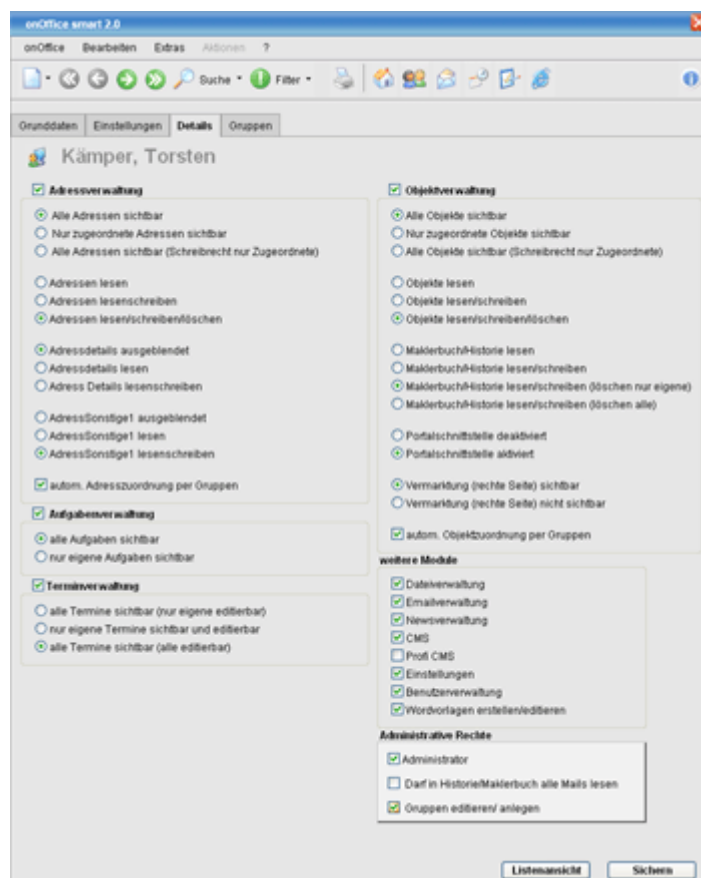 onOffice smart 2.0
onOffice Bearbeiten Extras Aktionen ?
Suche Filter
Grunddaten Einstellungen Details Gruppen
Kämper, Torsten
Adressverwaltung
Alle Adressen sichtbar
Nur zugeordnete Adressen sichtbar
Alle Adressen sichtbar (Schreibrecht nur Zugeordnete)
Adressen lesen
Adressen lesenschreiben
Adressen lesen/schreiben/löschen
Adressdetails ausgeblendet
Adressdetails lesen
Adress Details lesenschreiben
AdressSonstige1 ausgeblendet
AdressSonstige1 lesen
AdressSonstige1 lesenschreiben
autom. Adresszuordnung per Gruppen
Aufgabenverwaltung
alle Aufgaben sichtbar
nur eigene Aufgaben sichtbar
Terminverwaltung
alle Termine sichtbar (nur eigene editierbar)
nur eigene Termine sichtbar und editierbar
alle Termine sichtbar (alle editierbar)
Objektverwaltung
Alle Objekte sichtbar
Nur zugeordnete Objekte sichtbar
Alle Objekte sichtbar (Schreibrecht nur Zugeordnete)
Objekte lesen
Objekte lesen/schreiben
Objekte lesen/schreiben/löschen
Maklerbuch/Historie lesen
Maklerbuch/Historie lesen/schreiben
Maklerbuch/Historie lesen/schreiben (löschen nur eigene)
Maklerbuch/Historie lesen/schreiben (löschen alle)
Portalschnittstelle deaktiviert
Portalschnittstelle aktiviert
Vermarktung (rechte Seite) sichtbar
Vermarktung (rechte Seite) nicht sichtbar
autom. Objektzuordnung per Gruppen
weitere Module
Dateiverwaltung
Emailverwaltung
Newsverwaltung
CMS
Profi CMS
Einstellungen
Benutzerverwaltung
Wordvorlagen erstellen/editieren
Administrative Rechte
Administrator
Darf in Historie/Maklerbuch alle Mails lesen
Gruppen editieren/ anlegen
Listenansicht Sichern